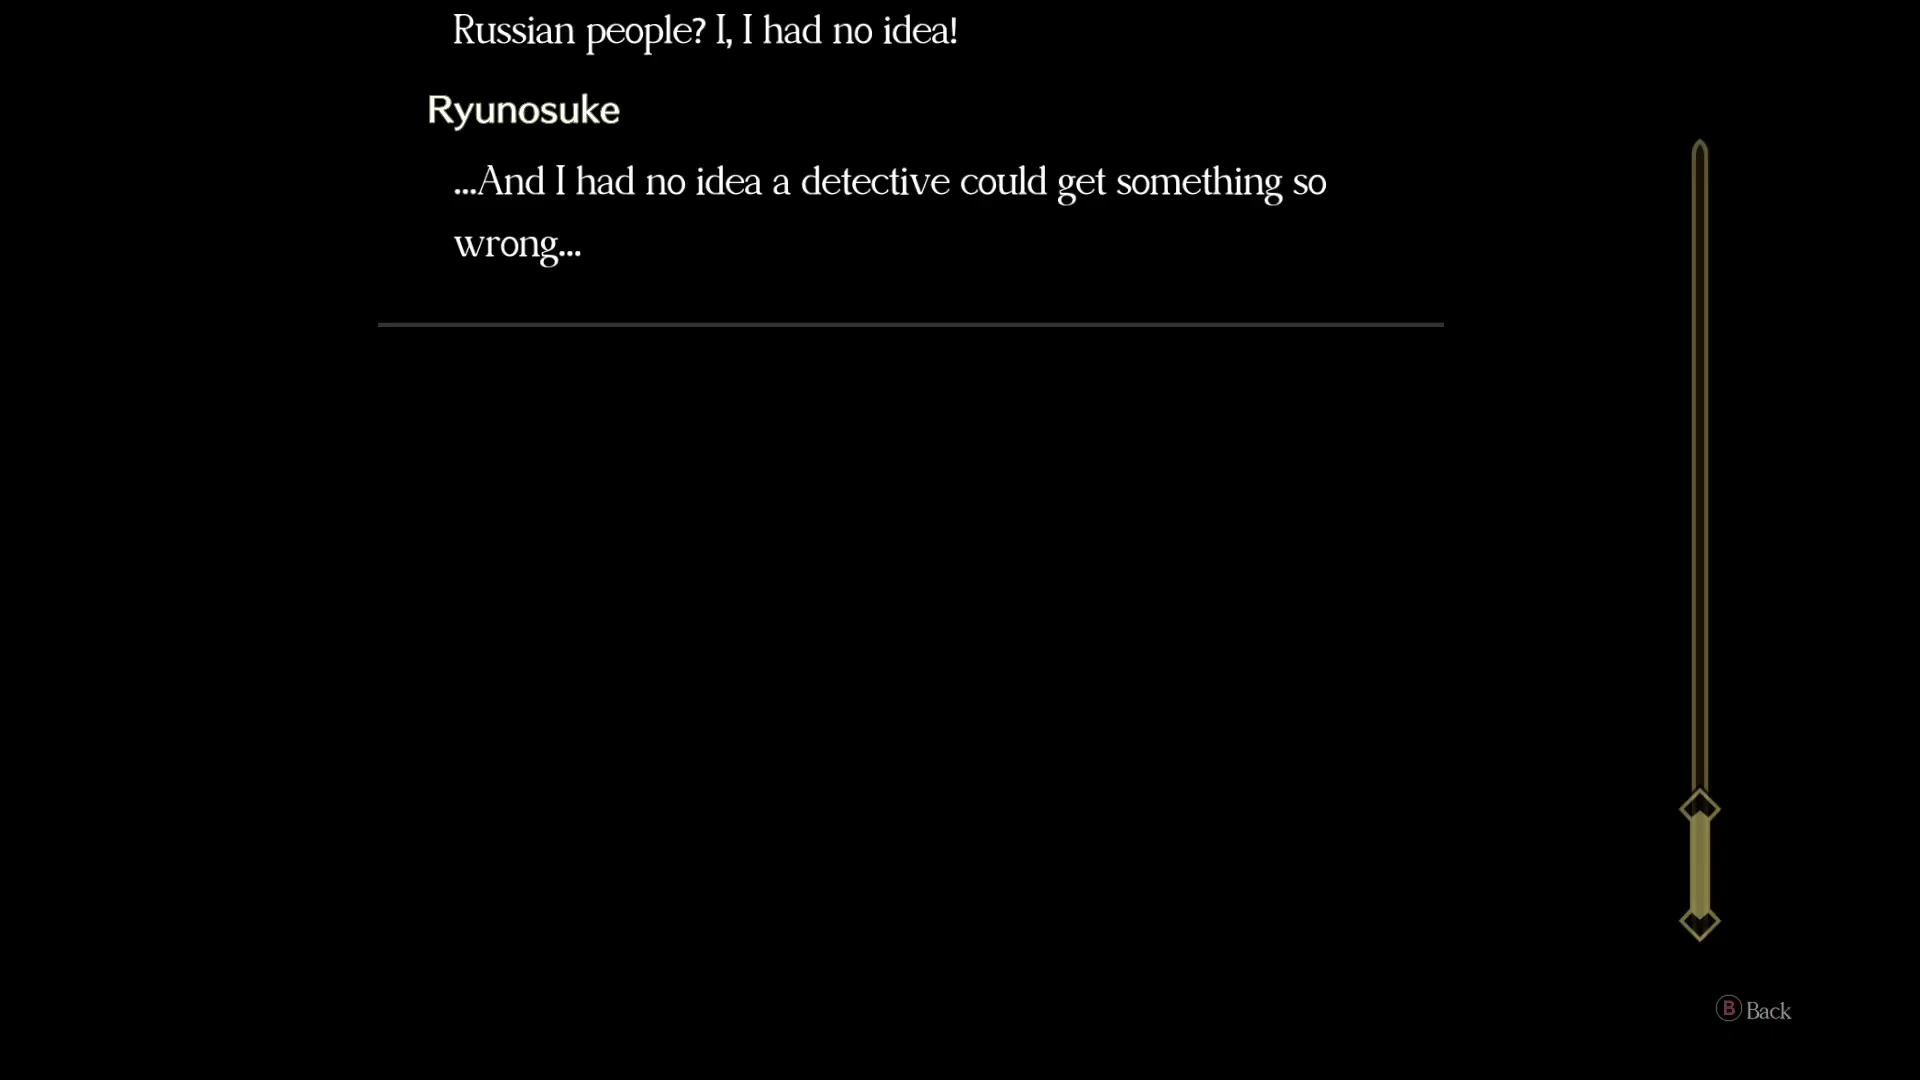 Russian people? I, I had no idea!
Ryunosuke
...And I had no idea a detective could get something so
wrong...
B Back